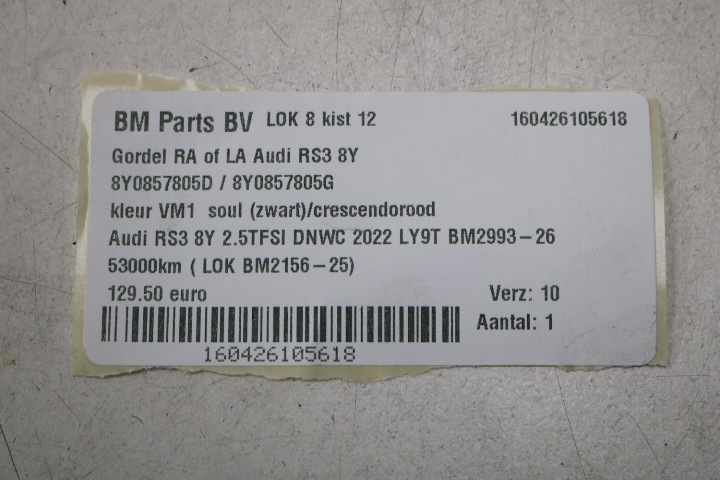 BM Parts BV LOK 8 kist 12 160426105618
Gordel RA of LA Audi RS3 8Y
8Y0857805D / 8Y0857805G
kleur VM1 soul (zwart)/crescendorood
Audi RS3 8Y 2.5TFSI DNWC 2022 LY9T BM2993-26
53000km ( LOK BM2156-25)
129.50 euro Verz: 10
Aantal: 1
160426105618